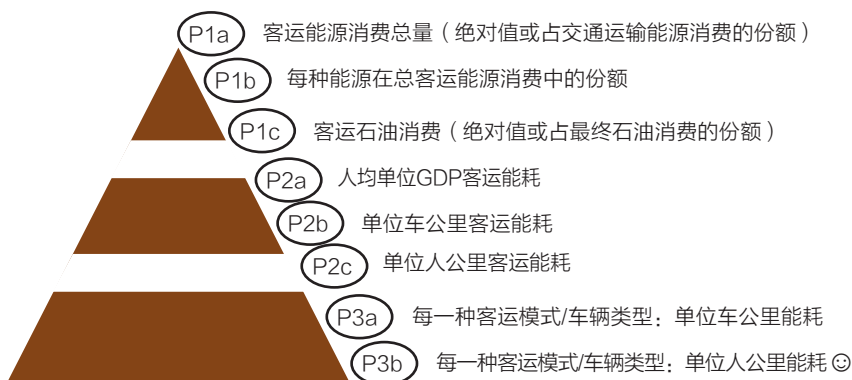 P1a 客运能源消费总量（绝对值或占交通运输能源消费的份额）
P1b 每种能源在总客运能源消费中的份额
P1c 客运石油消费（绝对值或占最终石油消费的份额）
P2a 人均单位GDP客运能耗
P2b 单位车公里客运能耗
P2c 单位人公里客运能耗
P3a 每一种客运模式/车辆类型：单位车公里能耗
P3b 每一种客运模式/车辆类型：单位人公里能耗☺